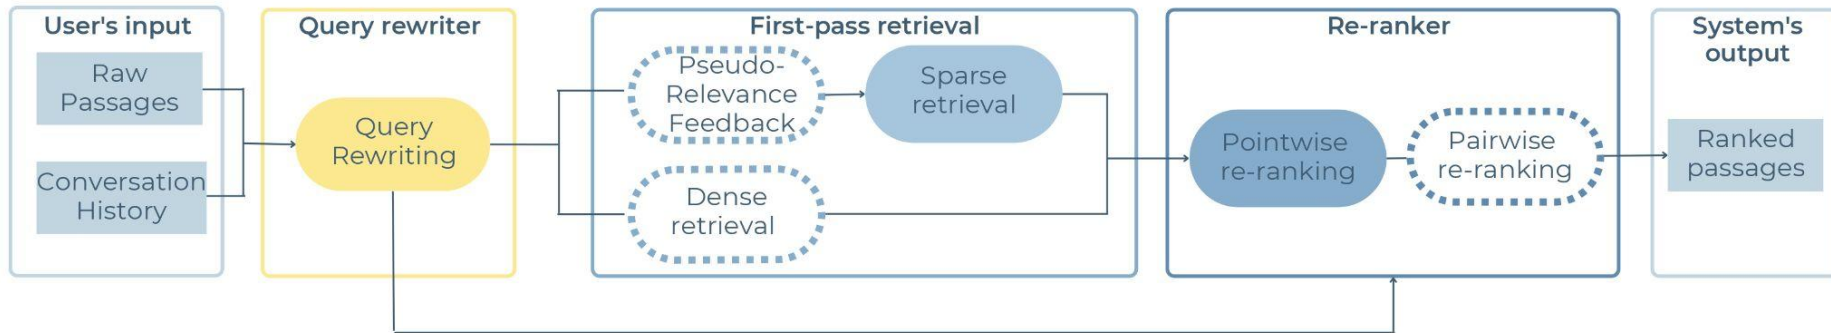 User's input
Raw
Passages
Conversation
History
Query rewriter
Query
Rewriting
First-pass retrieval
Pseudo-
Relevance
Feedback
Sparse
retrieval
Dense
retrieval
Re-ranker
Pointwise
re-ranking
Pairwise
re-ranking
System's
output
Ranked
passages